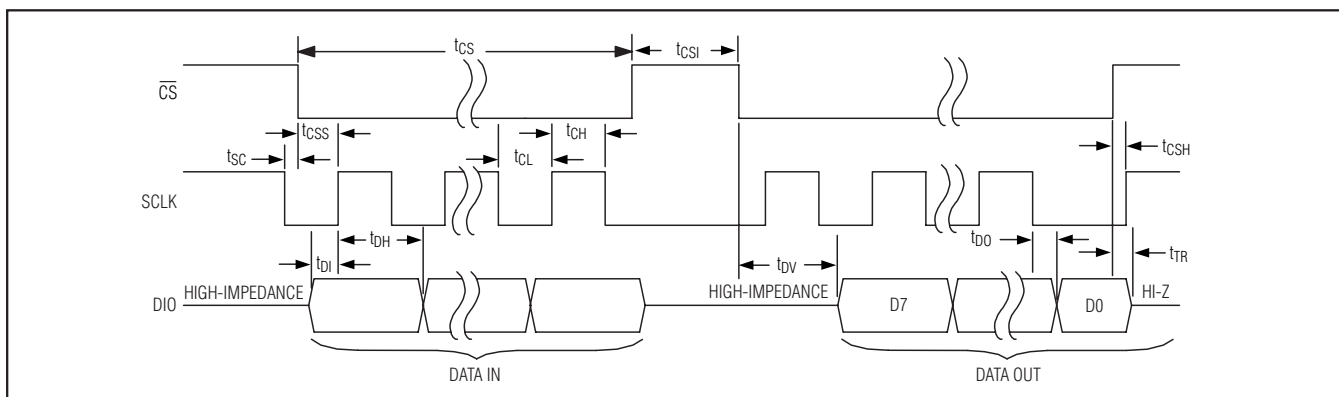 tCS
tCSI
CS
tCSS
tCH
tSC
tCL
tCSH
SCLK
tDH
tDO
tDI
tDV
tTR
DIO
HIGH-IMPEDANCE
HIGH-IMPEDANCE
D7
D0
HI-Z
DATA IN
DATA OUT